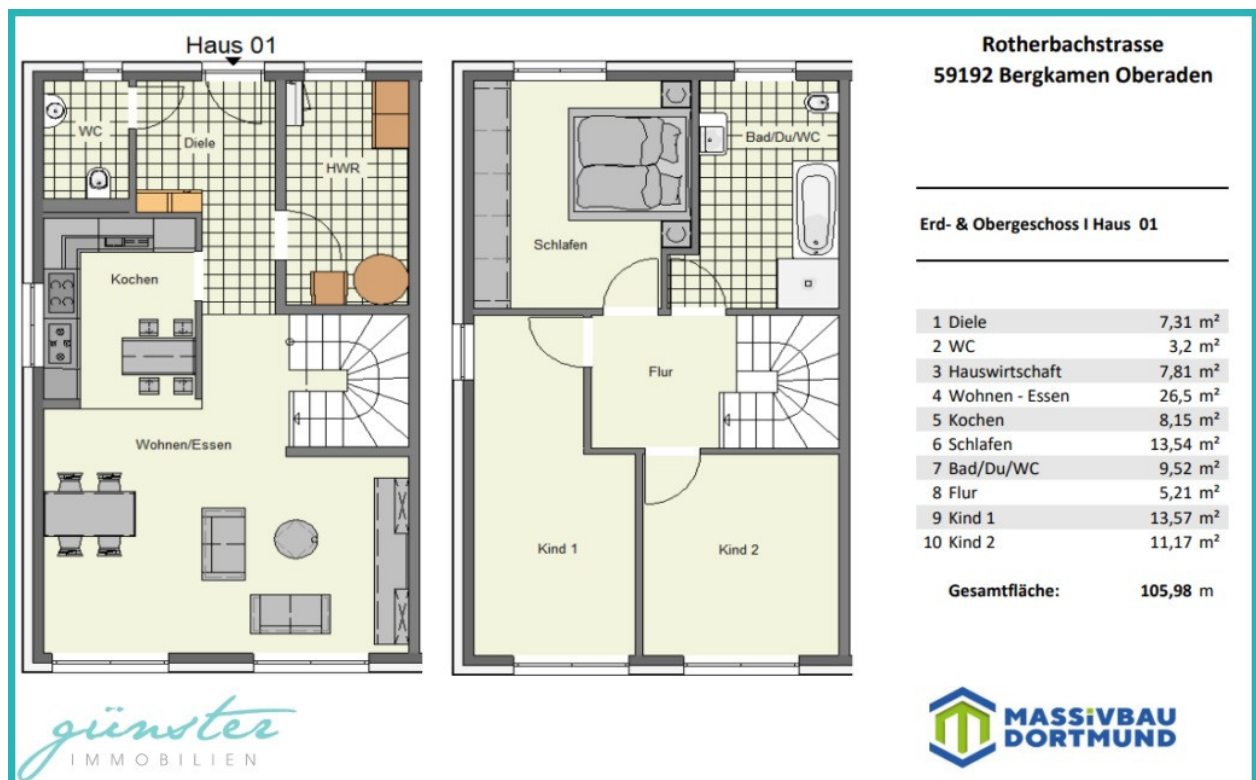 Haus 01
WC
Diele
HWR
Kochen
Wohnen/Essen
Schlafen
Bad/Du/WC
Flur
Kind 1
Kind 2
Rotherbachstrasse
59192 Bergkamen Oberaden
Erd- & Obergeschoss I Haus 01
1 Diele 7,31 m²
2 WC 3,2 m²
3 Hauswirtschaft 7,81 m²
4 Wohnen - Essen 26,5 m²
5 Kochen 8,15 m²
6 Schlafen 13,54 m²
7 Bad/Du/WC 9,52 m²
8 Flur 5,21 m²
9 Kind 1 13,57 m²
10 Kind 2 11,17 m²
Gesamtfläche: 105,98 m
günster
IMMOBILIEN
MASSiVBAU
DORTMUND